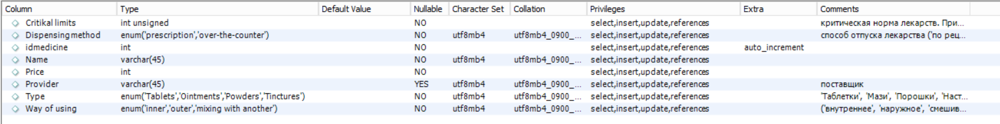 Column Type Default Value Nullable Character Set Collation Privileges Extra Comments
Critikal limits int unsigned NO select,insert,update,references критическая норма лекарств. При...
Dispensing method enum('prescription','over-the-counter') NO utf8mb4 utf8mb4_0900_... select,insert,update,references способ отпуска лекарства ('по рец...
idmedicine int NO select,insert,update,references auto_increment
Name varchar(45) NO utf8mb4 utf8mb4_0900_... select,insert,update,references
Price int NO select,insert,update,references
Provider varchar(45) YES utf8mb4 utf8mb4_0900_... select,insert,update,references поставщик
Type enum('Tablets','Ointments','Powders','Tinctures') NO utf8mb4 utf8mb4_0900_... select,insert,update,references 'Таблетки', 'Мази', 'Порошки', 'Наст...
Way of using enum('inner','outer','mixing with another') NO utf8mb4 utf8mb4_0900_... select,insert,update,references ('внутреннее', 'наружное', 'смешив...